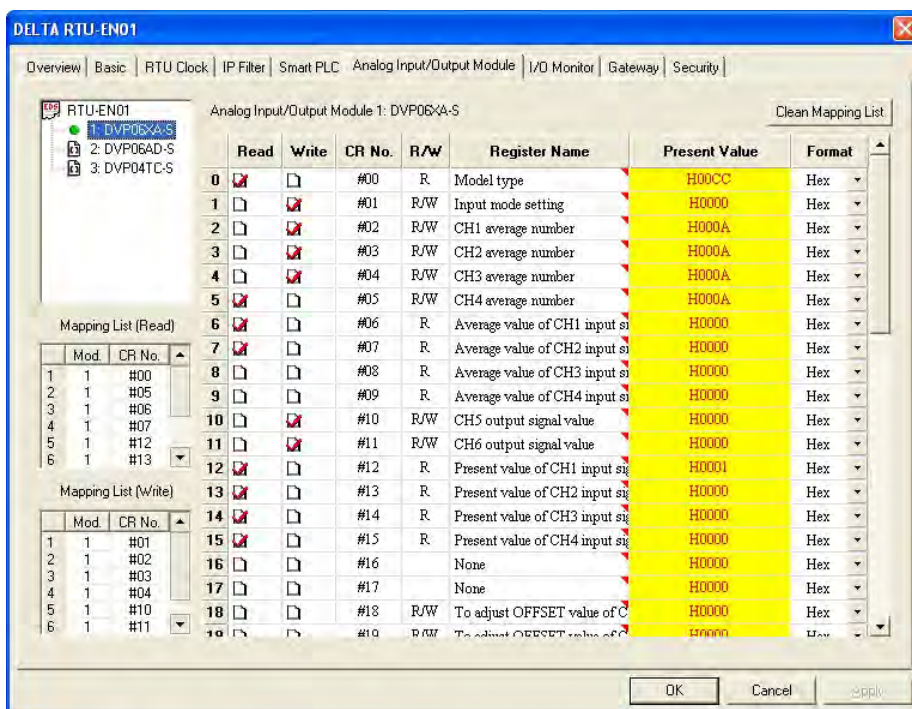 DELTA RTU-EN01
Overview Basic RTU Clock IP Filter Smart PLC Analog Input/Output Module I/O Monitor Gateway Security
RTU-EN01
1: DVP06XA-S
2: DVP06AD-S
3: DVP04TC-S
Analog Input/Output Module 1: DVP06XA-S
Clean Mapping List
Read Write CR No. R/W Register Name Present Value Format
0 #00 R Model type H00CC Hex
1 #01 R/W Input mode setting H0000 Hex
2 #02 R/W CH1 average number H000A Hex
3 #03 R/W CH2 average number H000A Hex
4 #04 R/W CH3 average number H000A Hex
5 #05 R/W CH4 average number H000A Hex
6 #06 R Average value of CH1 input si H0000 Hex
7 #07 R Average value of CH2 input si H0000 Hex
8 #08 R Average value of CH3 input si H0000 Hex
9 #09 R Average value of CH4 input si H0000 Hex
10 #10 R/W CH5 output signal value H0000 Hex
11 #11 R/W CH6 output signal value H0000 Hex
12 #12 R Present value of CH1 input sig H0001 Hex
13 #13 R Present value of CH2 input sig H0000 Hex
14 #14 R Present value of CH3 input sig H0000 Hex
15 #15 R Present value of CH4 input sig H0000 Hex
16 #16 None H0000 Hex
17 #17 None H0000 Hex
18 #18 R/W To adjust OFFSET value of C H0000 Hex
19 #19 R/W To adjust OFFSET value of C H0000 Hex
Mapping List (Read)
Mod. CR No.
1 1 #00
2 1 #05
3 1 #06
4 1 #07
5 1 #12
6 1 #13
Mapping List (Write)
Mod. CR No.
1 1 #01
2 1 #02
3 1 #03
4 1 #04
5 1 #10
6 1 #11
OK Cancel Apply